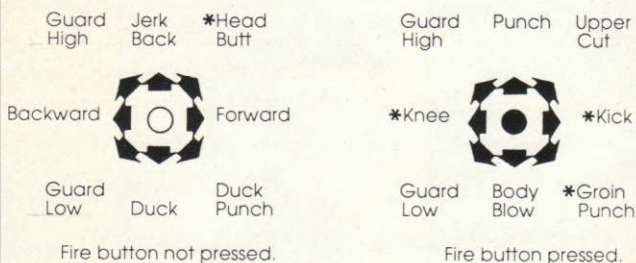 Guard High
Jerk Back
*Head Butt
Backward
Forward
Guard Low
Duck
Duck Punch
Fire button not pressed.
Guard High
Punch
Upper Cut
*Knee
*Kick
Guard Low
Body Blow
*Groin Punch
Fire button pressed.